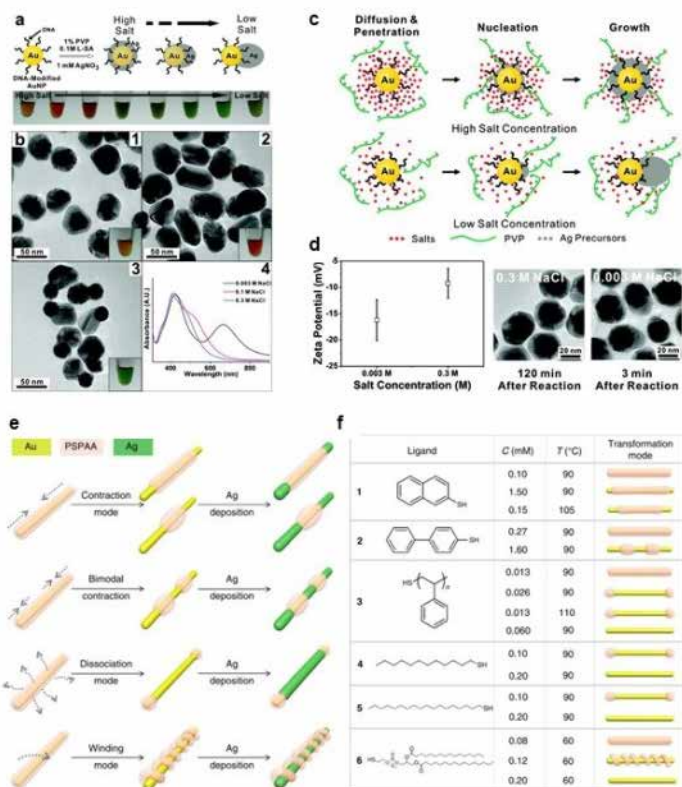 a
DNA
1% PVP
0.1M L-SA
1 mM AgNO3
Au
DNA-Modified
AuNP
High
Salt
Low
Salt
Au
Ag
Au
Ag
Au
Ag
High Salt
Low Salt
b
1
50 nm
2
50 nm
3
50 nm
4
0.003 M NaCl
0.1 M NaCl
0.3 M NaCl
Absorbance (A.U.)
400
600
800
Wavelength (nm)
c
Diffusion &
Penetration
Nucleation
Growth
Au
Au
Au
High Salt Concentration
Au
Au
Au
Low Salt Concentration
Salts
PVP
Ag Precursors
d
Zeta Potential (mV)
-5
-10
-15
-20
-25
0.003 M
0.3 M
Salt Concentration (M)
0.3 M NaCl
20 nm
120 min
After Reaction
0.003 M NaCl
20 nm
3 min
After Reaction
e
Au
PSPAA
Ag
Contraction
mode
Ag
deposition
Bimodal
contraction
Ag
deposition
Dissociation
mode
Ag
deposition
Winding
mode
Ag
deposition
f
Ligand
C (mM)
T (°C)
Transformation
mode
1
SH
0.10
90
1.50
90
0.15
105
2
SH
0.27
90
1.60
90
3
HS
n
0.013
90
0.026
90
0.013
110
0.060
90
4
SH
0.10
90
0.20
90
5
SH
0.10
90
0.20
90
6
HS
0.08
60
0.12
60
0.20
60